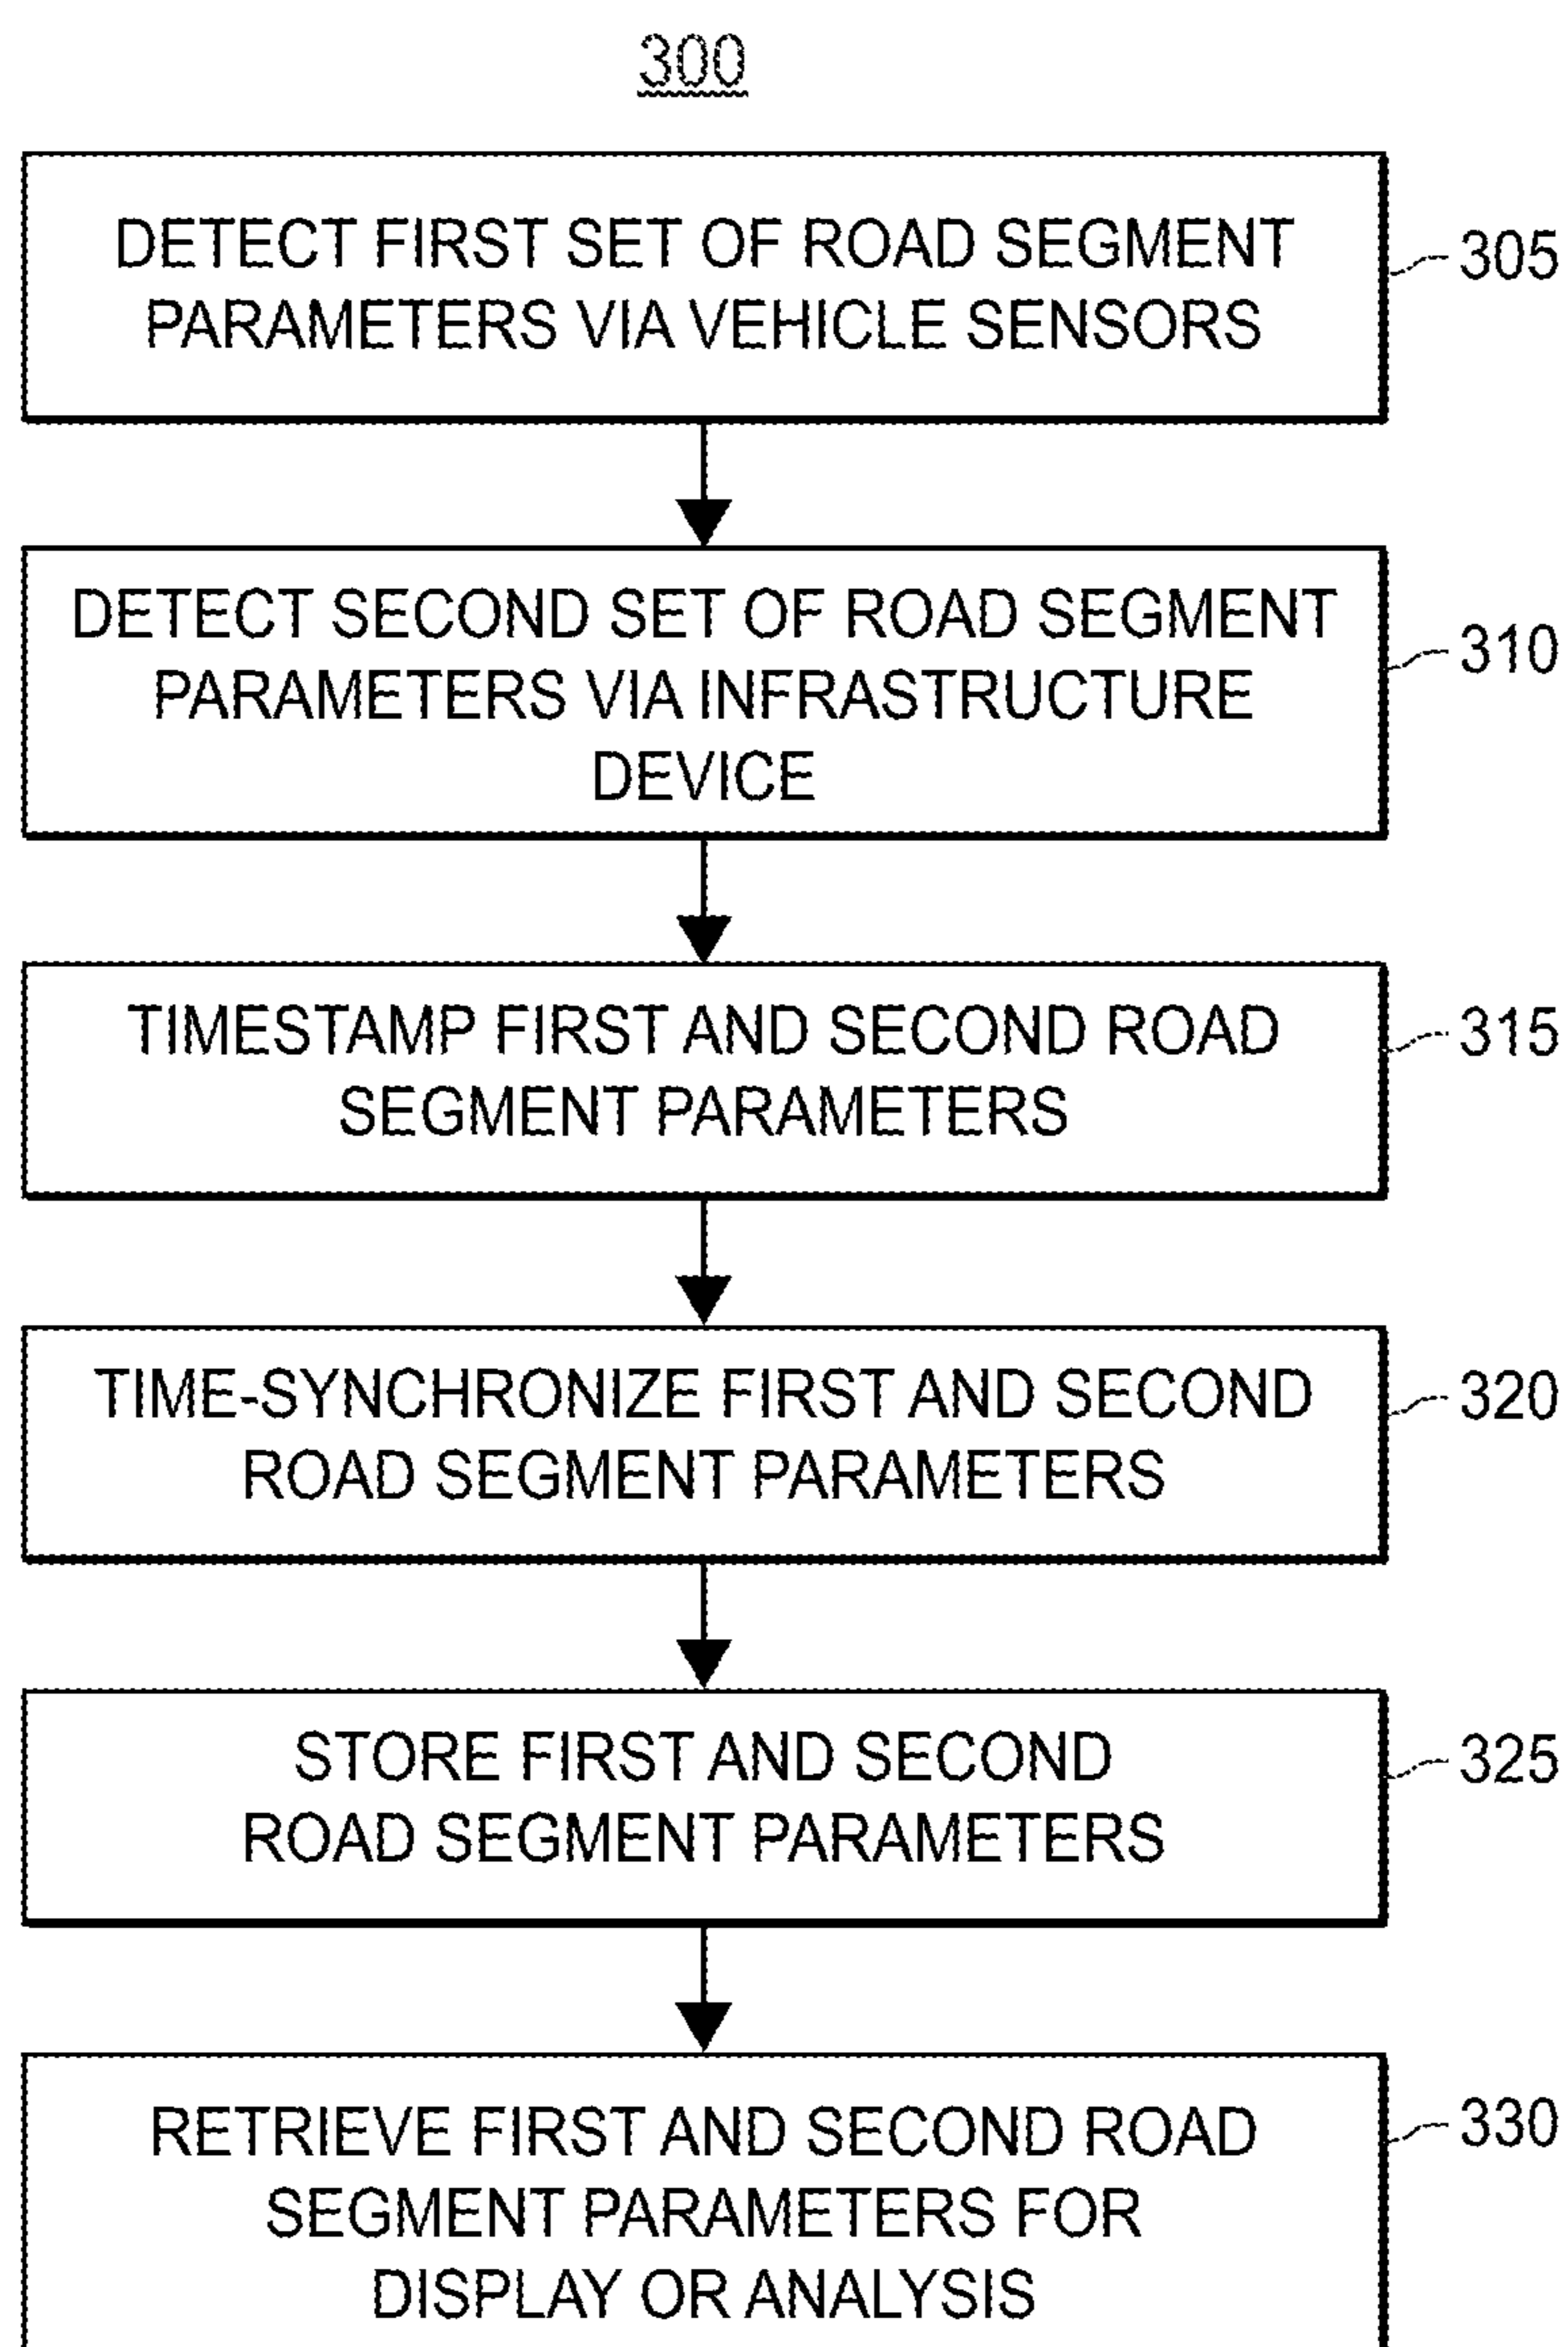 300
DETECT FIRST SET OF ROAD SEGMENT
PARAMETERS VIA VEHICLE SENSORS
305
DETECT SECOND SET OF ROAD SEGMENT
PARAMETERS VIA INFRASTRUCTURE
DEVICE
310
TIMESTAMP FIRST AND SECOND ROAD
SEGMENT PARAMETERS
315
TIME-SYNCHRONIZE FIRST AND SECOND
ROAD SEGMENT PARAMETERS
320
STORE FIRST AND SECOND
ROAD SEGMENT PARAMETERS
325
RETRIEVE FIRST AND SECOND ROAD
SEGMENT PARAMETERS FOR
DISPLAY OR ANALYSIS
330